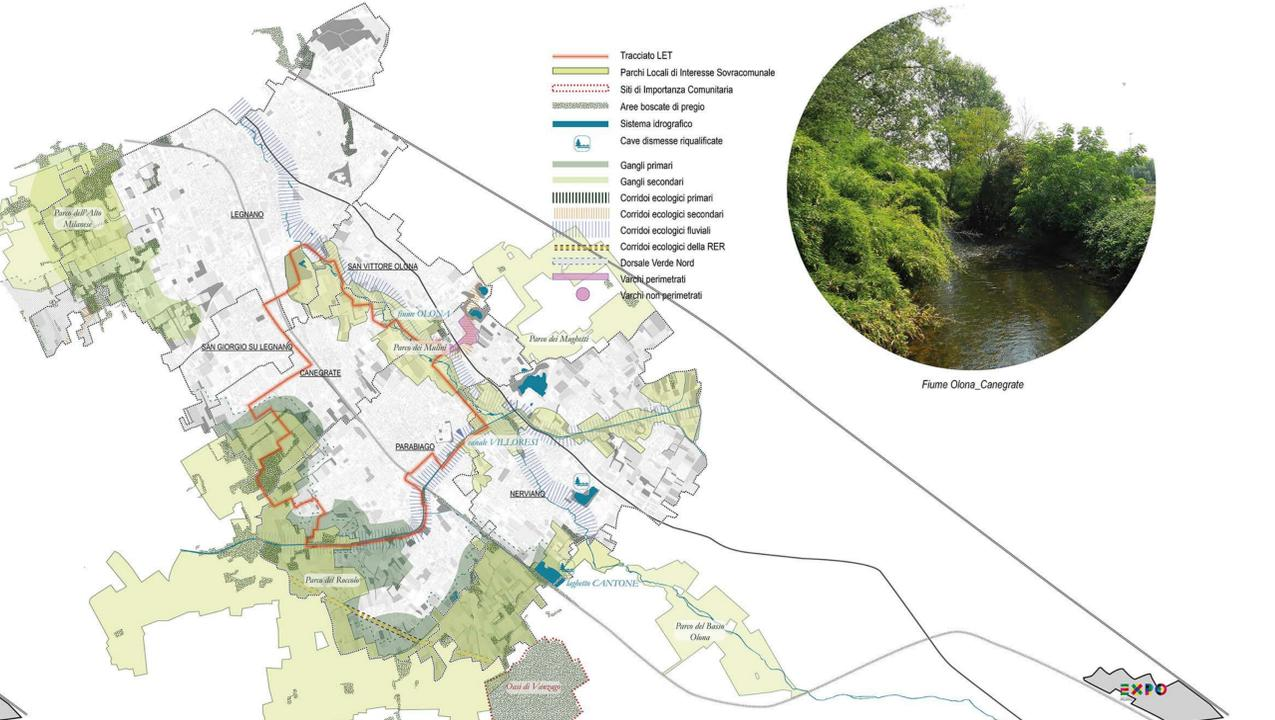 Tracciato LET
Parchi Locali di Interesse Sovracomunale
Siti di Importanza Comunitaria
Aree boscate di pregio
Sistema idrografico
Cave dismesse riqualificate
Gangli primari
Gangli secondari
Corridoi ecologici primari
Corridoi ecologici secondari
Corridoi ecologici fluviali
Corridoi ecologici della RER
Dorsale Verde Nord
Varchi perimetrati
Varchi non perimetrati
Fiume Olona_Canegrate
Parco dell'Alto
Milanese
LEGNANO
SAN VITTORE OLONA
fiume OLONA
Parco dei Mulini
Parco dei Mughetti
SAN GIORGIO SU LEGNANO
CANEGRATE
PARABIAGO
canale VILLORESI
NERVIANO
Parco del Roccolo
laghetto CANTONE
Parco del Basso
Olona
Oasi di Vanzago
EXPO